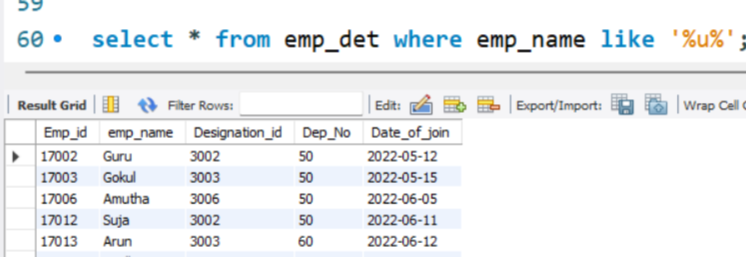 59
60 select * from emp_det where emp_name like '%u%';
Result Grid Filter Rows: Edit: Export/Import: Wrap Cell
Emp_id emp_name Designation_id Dep_No Date_of_join
17002 Guru 3002 50 2022-05-12
17003 Gokul 3003 50 2022-05-15
17006 Amutha 3006 50 2022-06-05
17012 Suja 3002 50 2022-06-11
17013 Arun 3003 60 2022-06-12